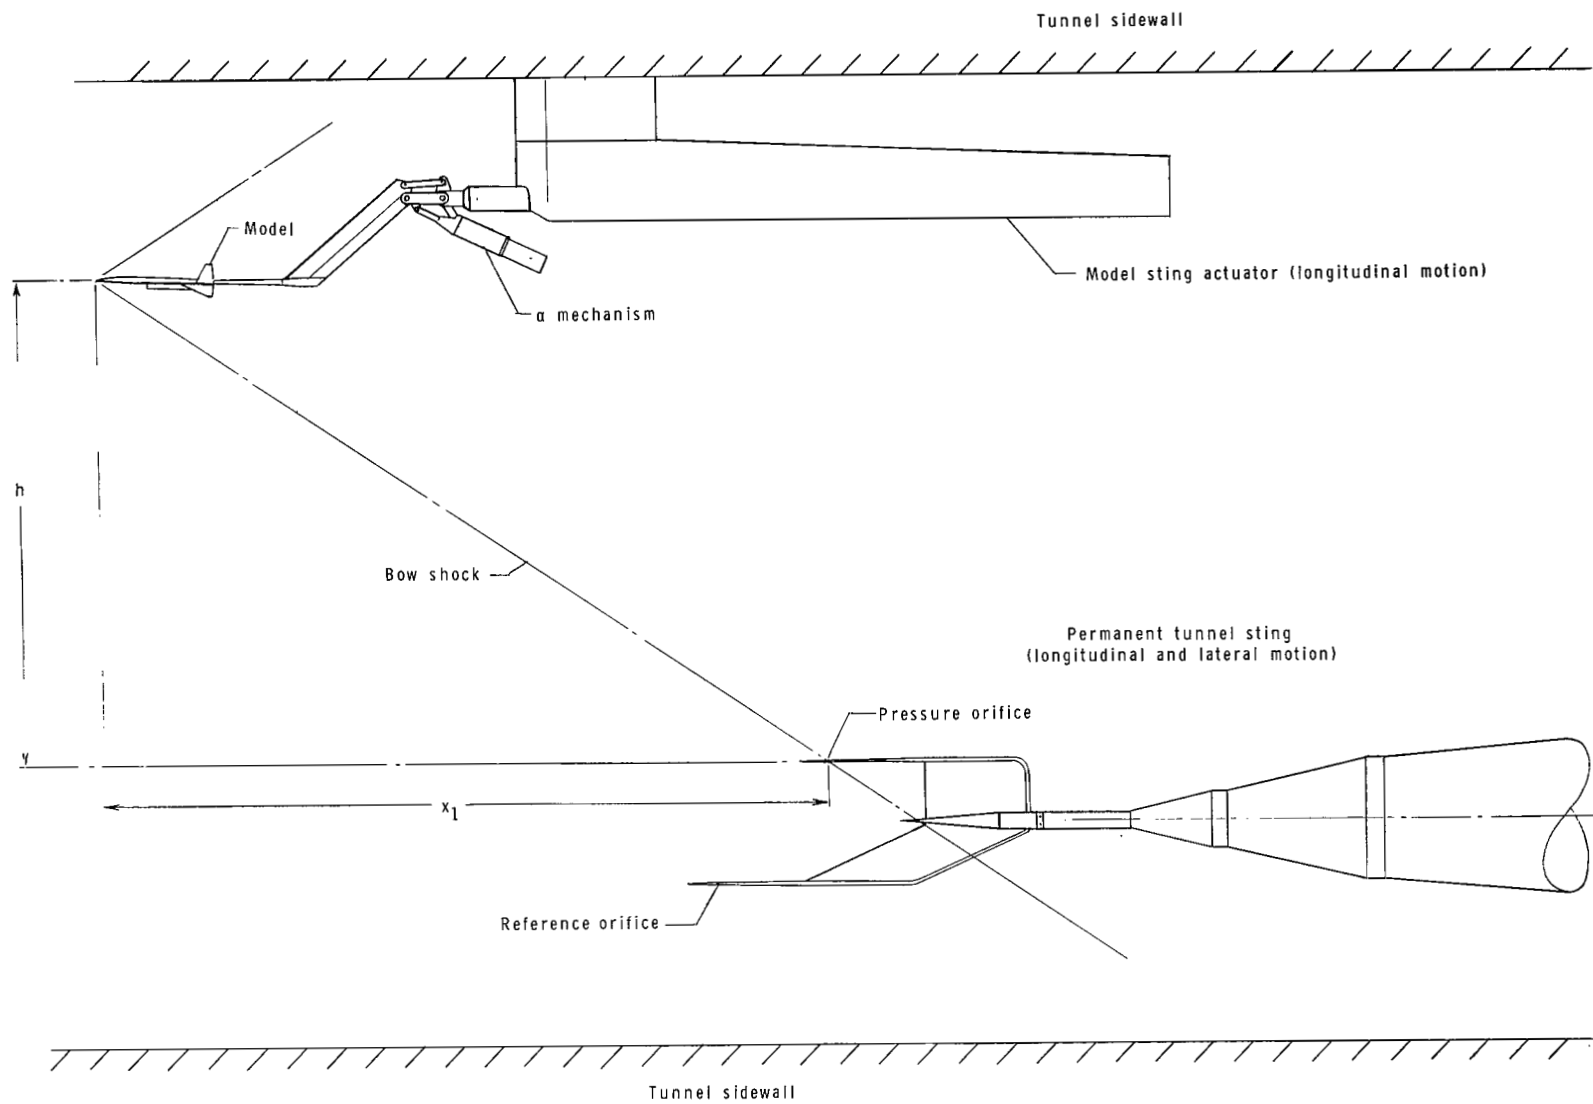 Tunnel sidewall
Model
Model sting actuator (longitudinal motion)
α mechanism
h
Bow shock
Permanent tunnel sting
(longitudinal and lateral motion)
Pressure orifice
x1
Reference orifice
Tunnel sidewall